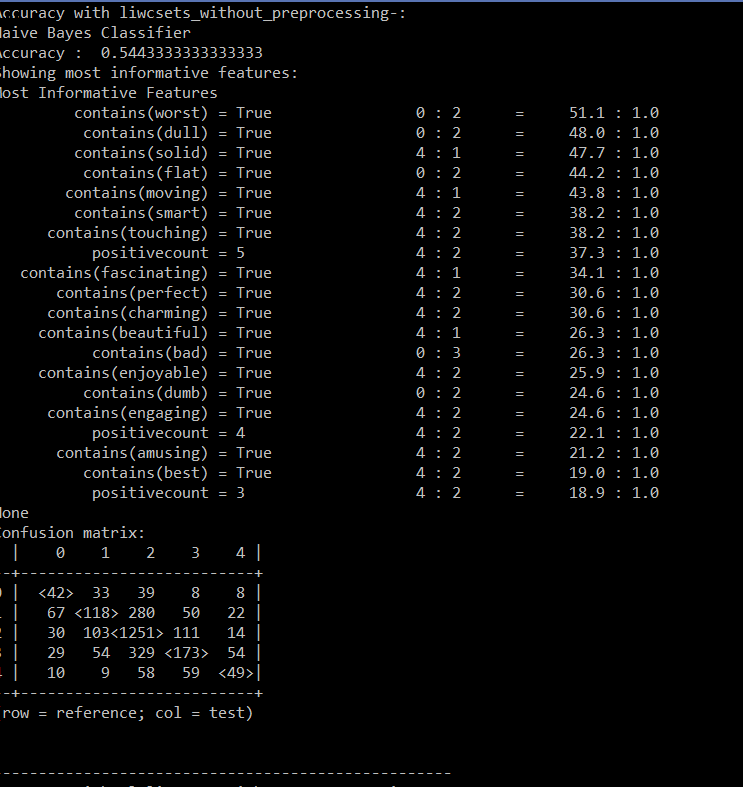 Accuracy with liwcsets_without_preprocessing-:
Naive Bayes Classifier
Accuracy :  0.5443333333333333
Showing most informative features:
Most Informative Features
contains(worst) = True 0 : 2 = 51.1 : 1.0
contains(dull) = True 0 : 2 = 48.0 : 1.0
contains(solid) = True 4 : 1 = 47.7 : 1.0
contains(flat) = True 0 : 2 = 44.2 : 1.0
contains(moving) = True 4 : 1 = 43.8 : 1.0
contains(smart) = True 4 : 2 = 38.2 : 1.0
contains(touching) = True 4 : 2 = 38.2 : 1.0
positivecount = 5 4 : 2 = 37.3 : 1.0
contains(fascinating) = True 4 : 1 = 34.1 : 1.0
contains(perfect) = True 4 : 2 = 30.6 : 1.0
contains(charming) = True 4 : 2 = 30.6 : 1.0
contains(beautiful) = True 4 : 1 = 26.3 : 1.0
contains(bad) = True 0 : 3 = 26.3 : 1.0
contains(enjoyable) = True 4 : 2 = 25.9 : 1.0
contains(dumb) = True 0 : 2 = 24.6 : 1.0
contains(engaging) = True 4 : 2 = 24.6 : 1.0
positivecount = 4 4 : 2 = 22.1 : 1.0
contains(amusing) = True 4 : 2 = 21.2 : 1.0
contains(best) = True 4 : 2 = 19.0 : 1.0
positivecount = 3 4 : 2 = 18.9 : 1.0
None
Confusion matrix:
| 0 1 2 3 4 |
--+--------------------------+
0 | <42> 33 39 8 8 |
1 | 67 <118> 280 50 22 |
2 | 30 103<1251> 111 14 |
3 | 29 54 329 <173> 54 |
4 | 10 9 58 59 <49>|
--+--------------------------+
(row = reference; col = test)
--------------------------------------------------